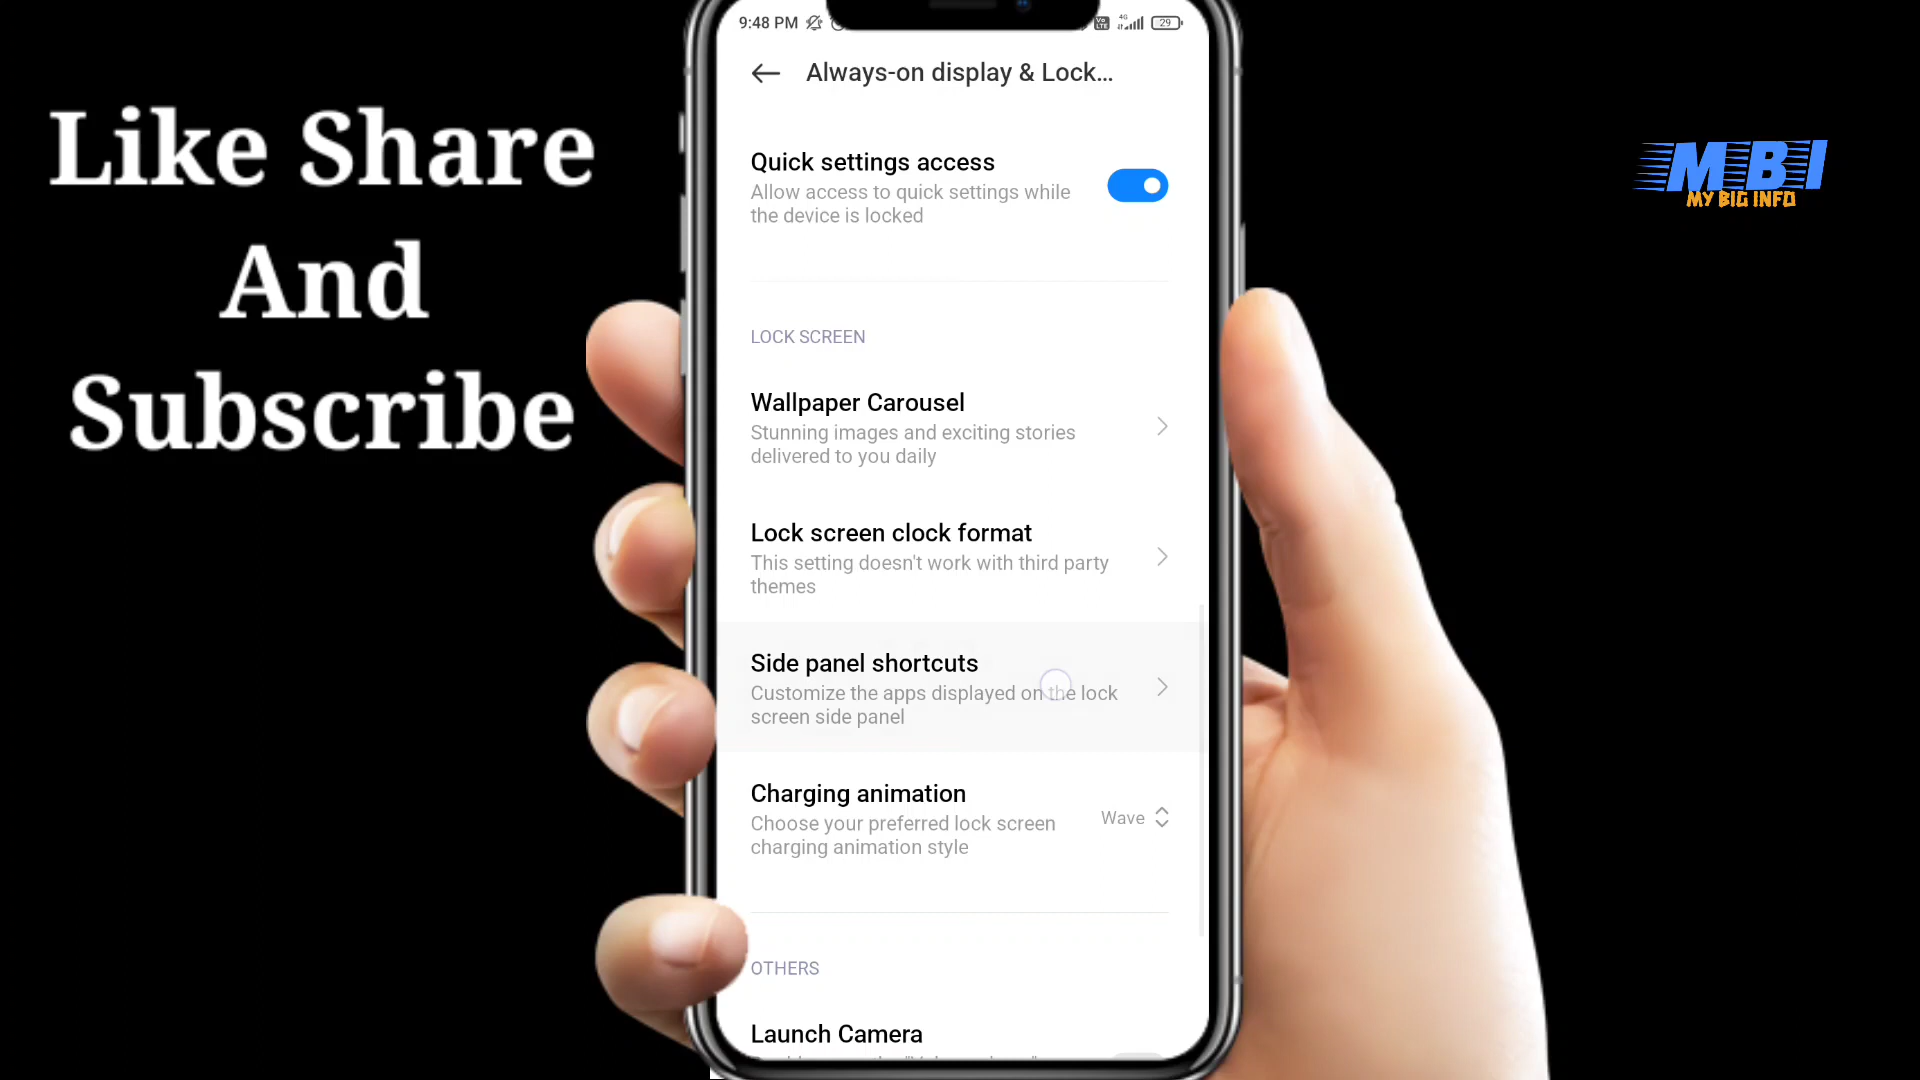 Like Share
And
Subscribe
9:48 PM
Vo
LTE
4G
29
Always-on display & Lock...
Quick settings access
Allow access to quick settings while
the device is locked
LOCK SCREEN
Wallpaper Carousel
Stunning images and exciting stories
delivered to you daily
Lock screen clock format
This setting doesn't work with third party
themes
Side panel shortcuts
Customize the apps displayed on the lock
screen side panel
Charging animation
Choose your preferred lock screen
charging animation style
Wave
OTHERS
Launch Camera
MBI
MY BIG INFO